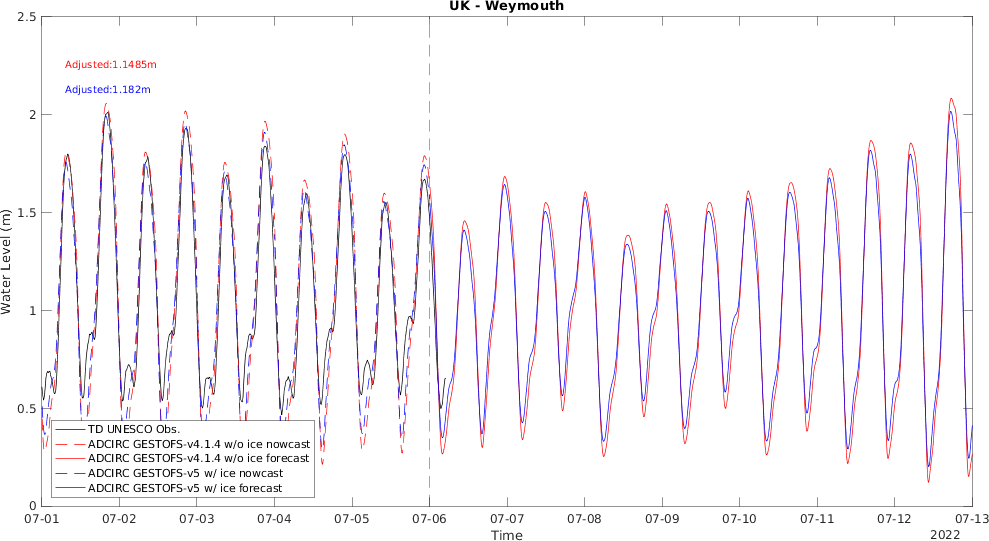 UK - Weymouth
2.5
Adjusted:1.1485m
Adjusted:1.182m
2
1.5
Water Level (m)
1
0.5
TD UNESCO Obs.
ADCIRC GESTOFS-v4.1.4 w/o ice nowcast
ADCIRC GESTOFS-v4.1.4 w/o ice forecast
ADCIRC GESTOFS-v5 w/ ice nowcast
ADCIRC GESTOFS-v5 w/ ice forecast
0
07-01 07-02 07-03 07-04 07-05 07-06 07-07 07-08 07-09 07-10 07-11 07-12 07-13
Time
2022